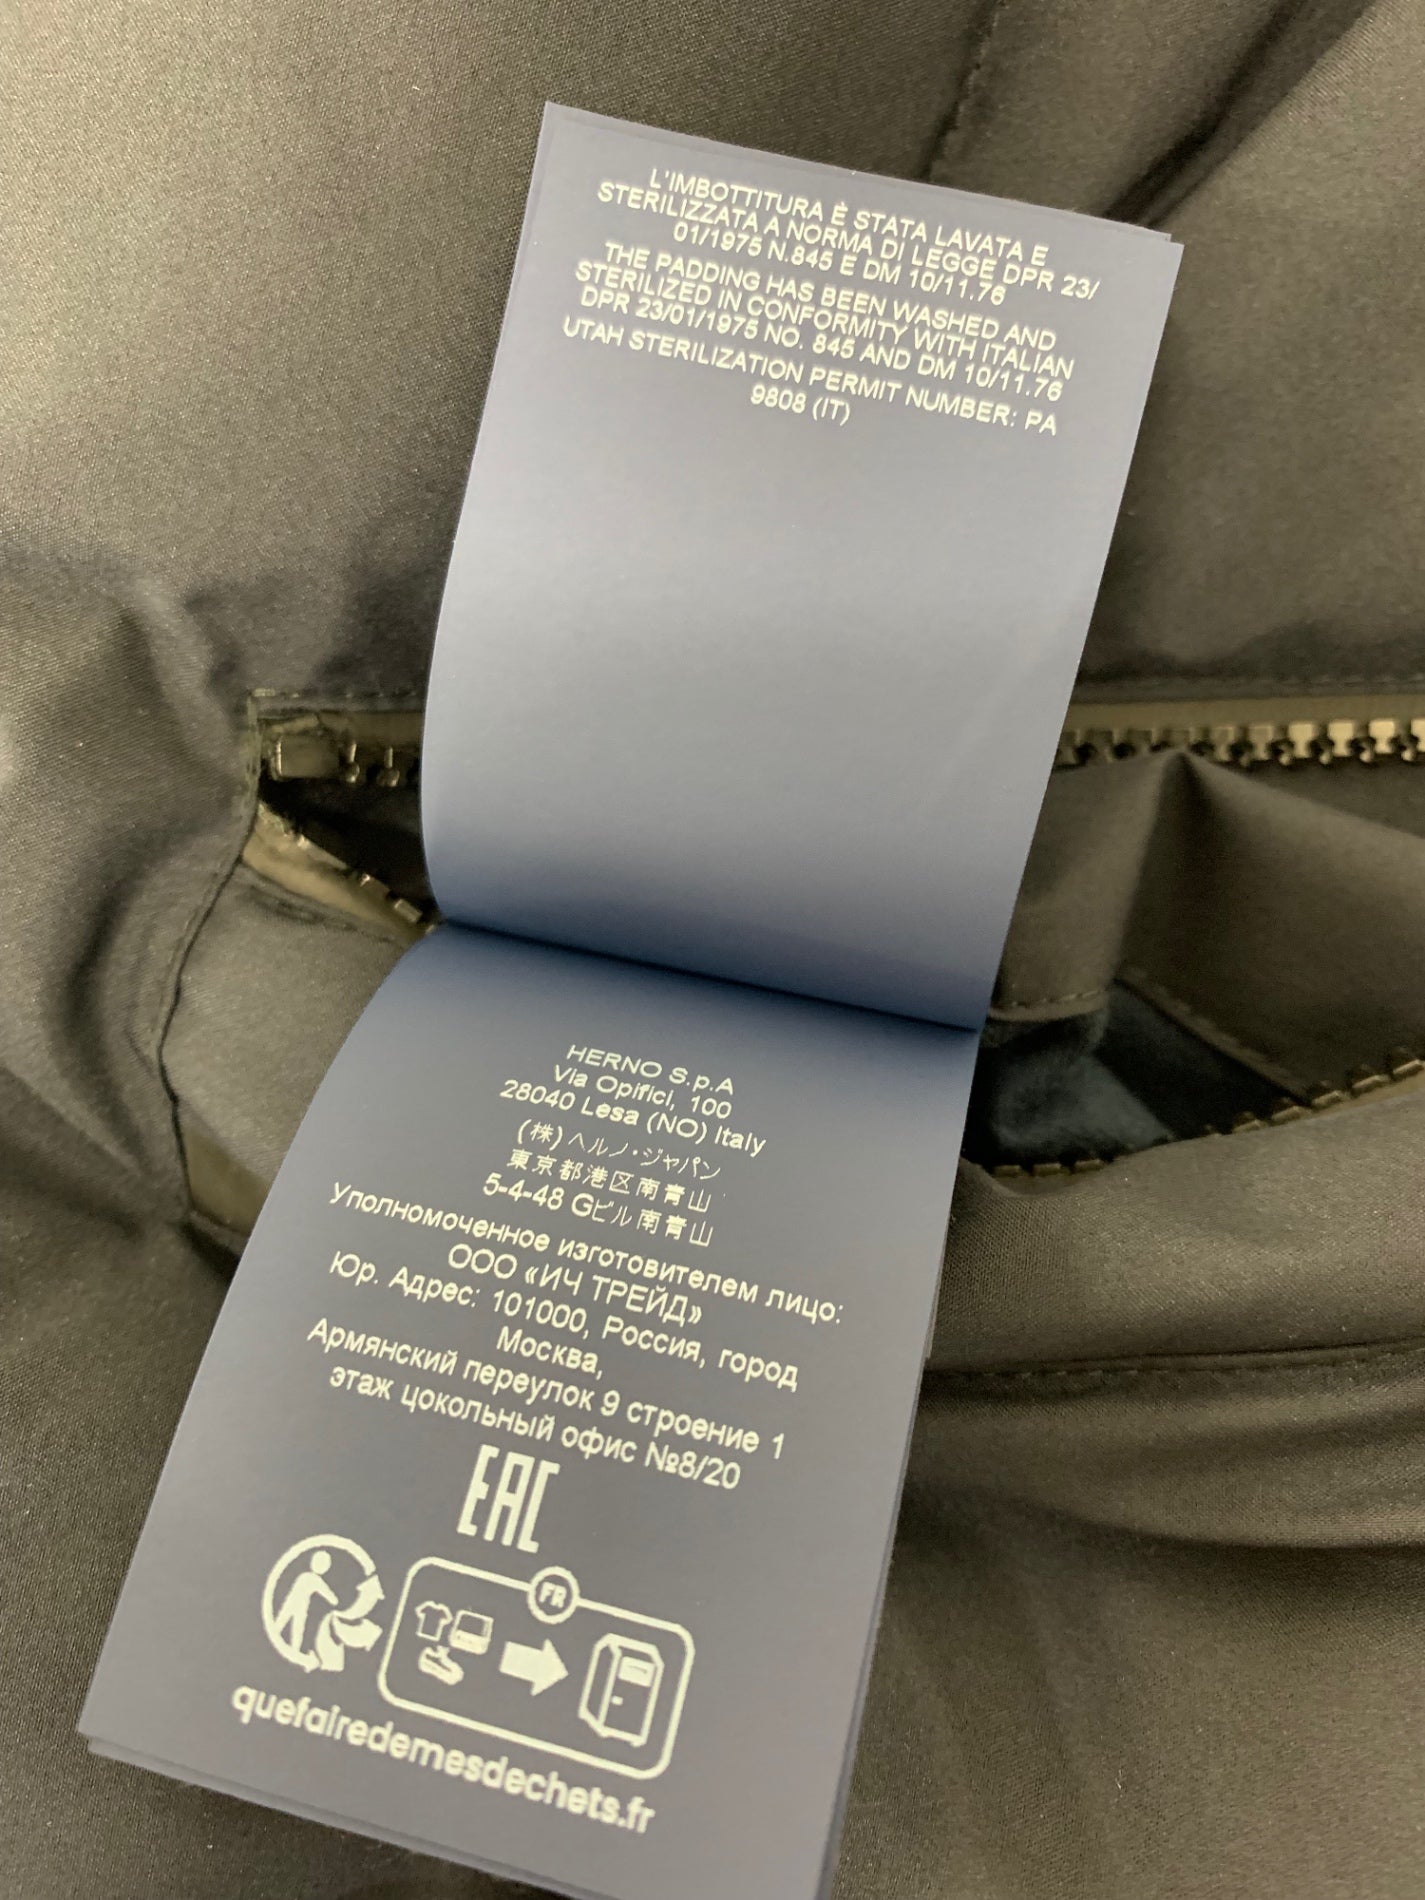 L'IMBOTTITURA È STATA LAVATA E
STERILIZZATA A NORMA DI LEGGE DPR 23/
01/1975 N.845 E DM 10/11.76
THE PADDING HAS BEEN WASHED AND
STERILIZED IN CONFORMITY WITH ITALIAN
DPR 23/01/1975 NO. 845 AND DM 10/11.76
UTAH STERILIZATION PERMIT NUMBER: PA
9808 (IT)
HERNO S.p.A
Via Opifici, 100
28040 Lesa (NO) Italy
(株)ヘルノ・ジャパン
東京都港区南青山
5-4-48 Gビル南青山
Уполномоченное изготовителем лицо:
ООО «ИЧ ТРЕЙД»
Юр. Адрес: 101000, Россия, город
Москва,
Армянский переулок 9 строение 1
этаж цокольный офис №8/20
EAC
FR
quefairedemesdechets.fr